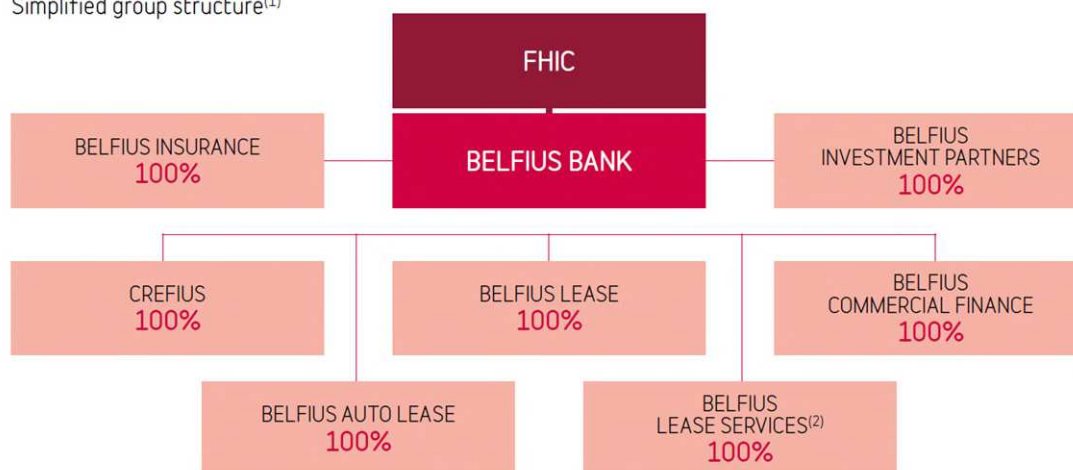 Simplified group structure(1)
FHIC
BELFIUS INSURANCE
100%
BELFIUS BANK
BELFIUS
INVESTMENT PARTNERS
100%
CREFIUS
100%
BELFIUS LEASE
100%
BELFIUS
COMMERCIAL FINANCE
100%
BELFIUS AUTO LEASE
100%
BELFIUS
LEASE SERVICES(2)
100%